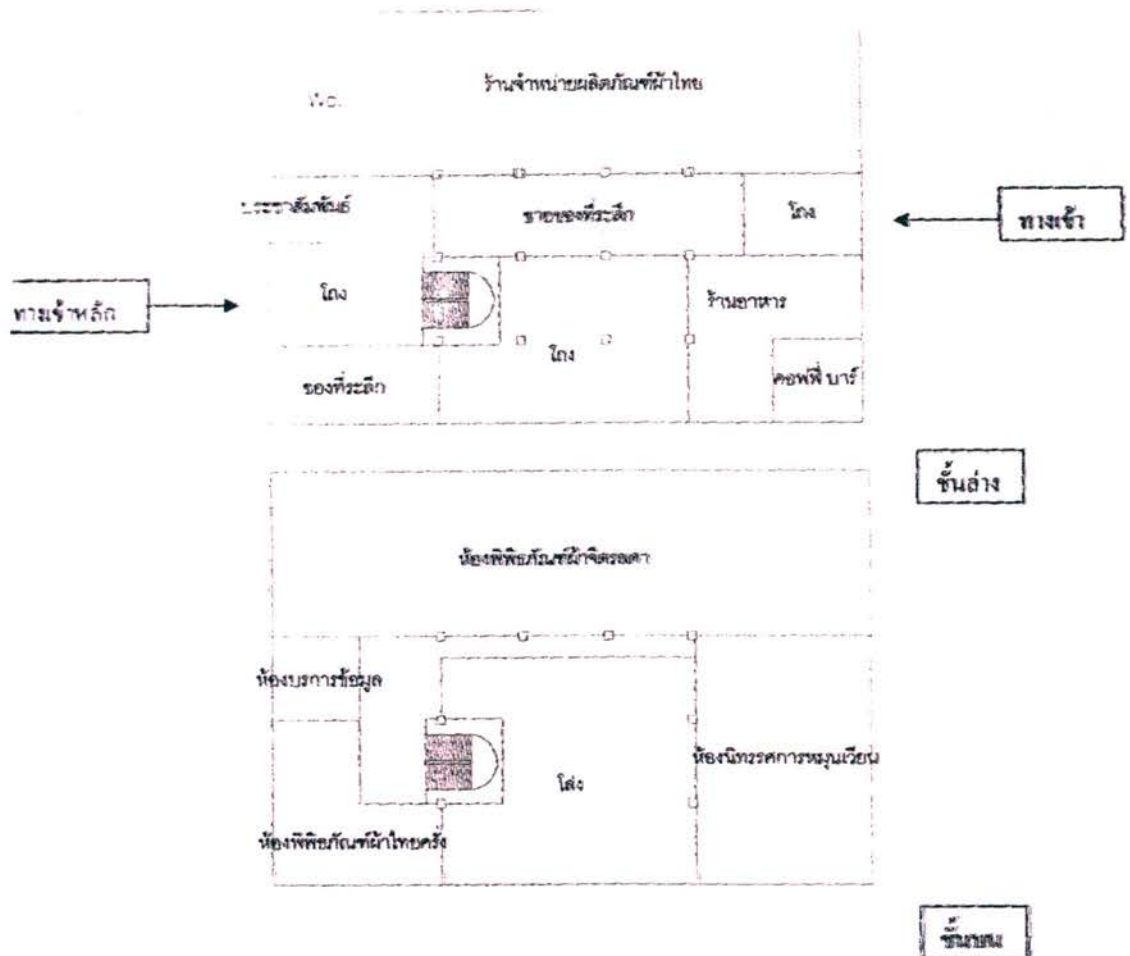 ร้านจำหน่ายผลิตภัณฑ์ผ้าไทย
ประชาสัมพันธ์
ขายของที่ระลึก
โถง
ทางเข้า
ทางเข้าหลัก
โถง
ร้านอาหาร
โถง
ของที่ระลึก
คอฟฟี่ บาร์
ชั้นล่าง
ห้องพิพิธภัณฑ์ผ้าจิตรลดา
ห้องบรการข้อมูล
ห้องนิทรรศการหมุนเวียน
โล่ง
ห้องพิพิธภัณฑ์ผ้าไทยครั้ง
ชั้นบน